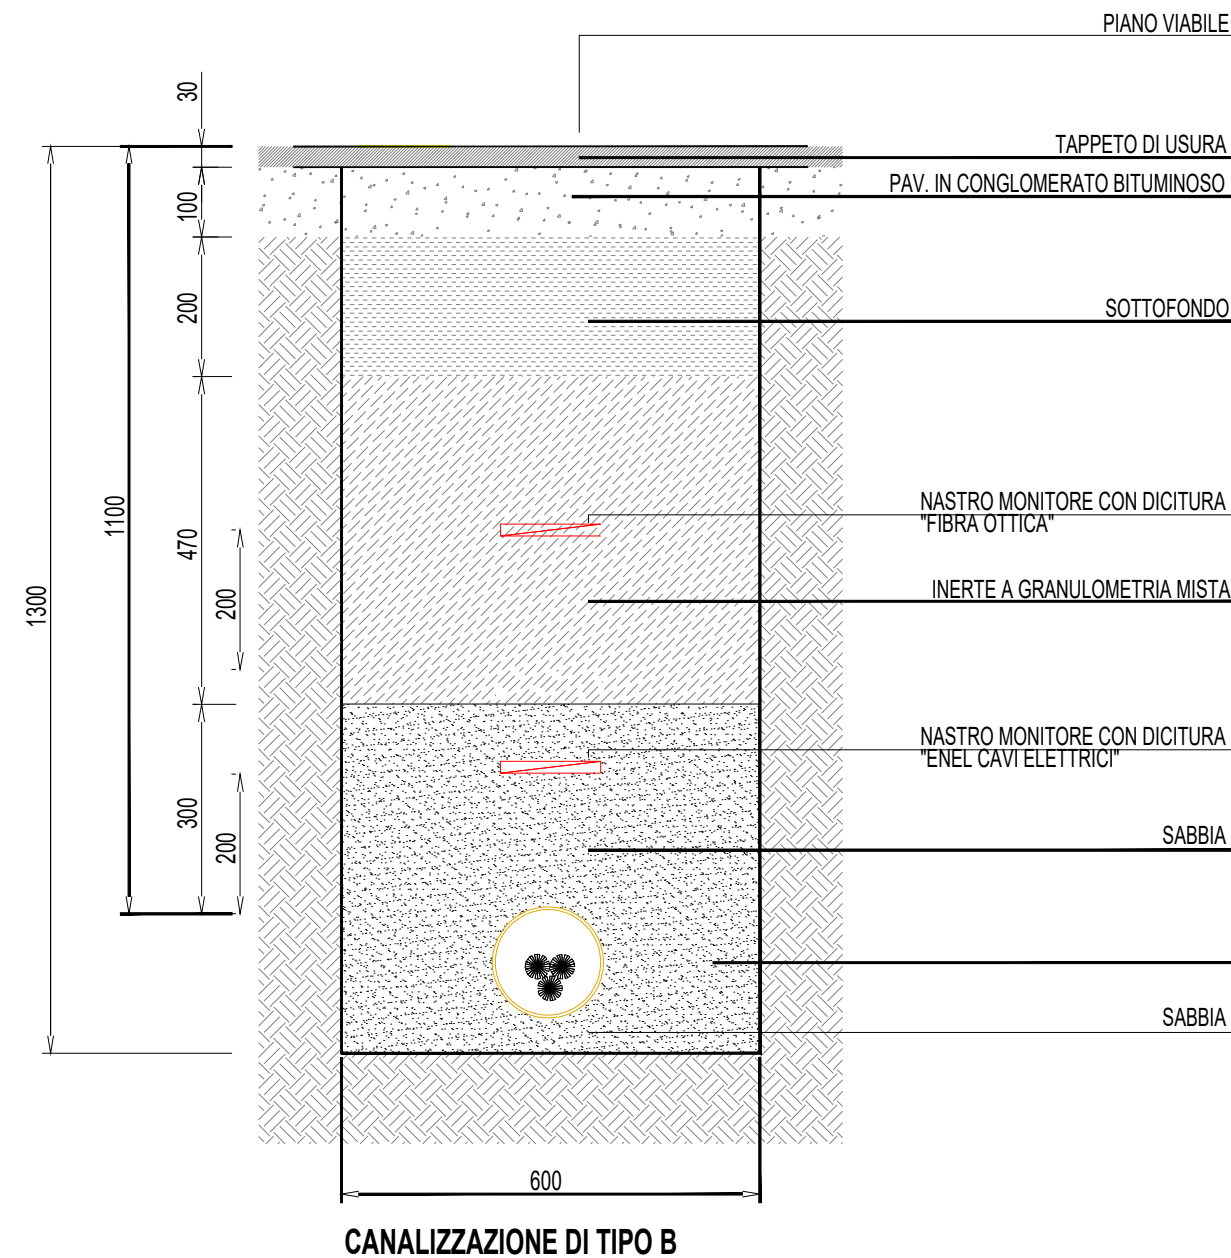 PIANO VIABILE
30
TAPPETO DI USURA
PAV. IN CONGLOMERATO BITUMINOSO
100
200
SOTTOFONDO
NASTRO MONITORE CON DICITURA
"FIBRA OTTICA"
1100
470
INERTE A GRANULOMETRIA MISTA
1300
200
NASTRO MONITORE CON DICITURA
"ENEL CAVI ELETTRICI"
300
200
SABBIA
SABBIA
600
CANALIZZAZIONE DI TIPO B